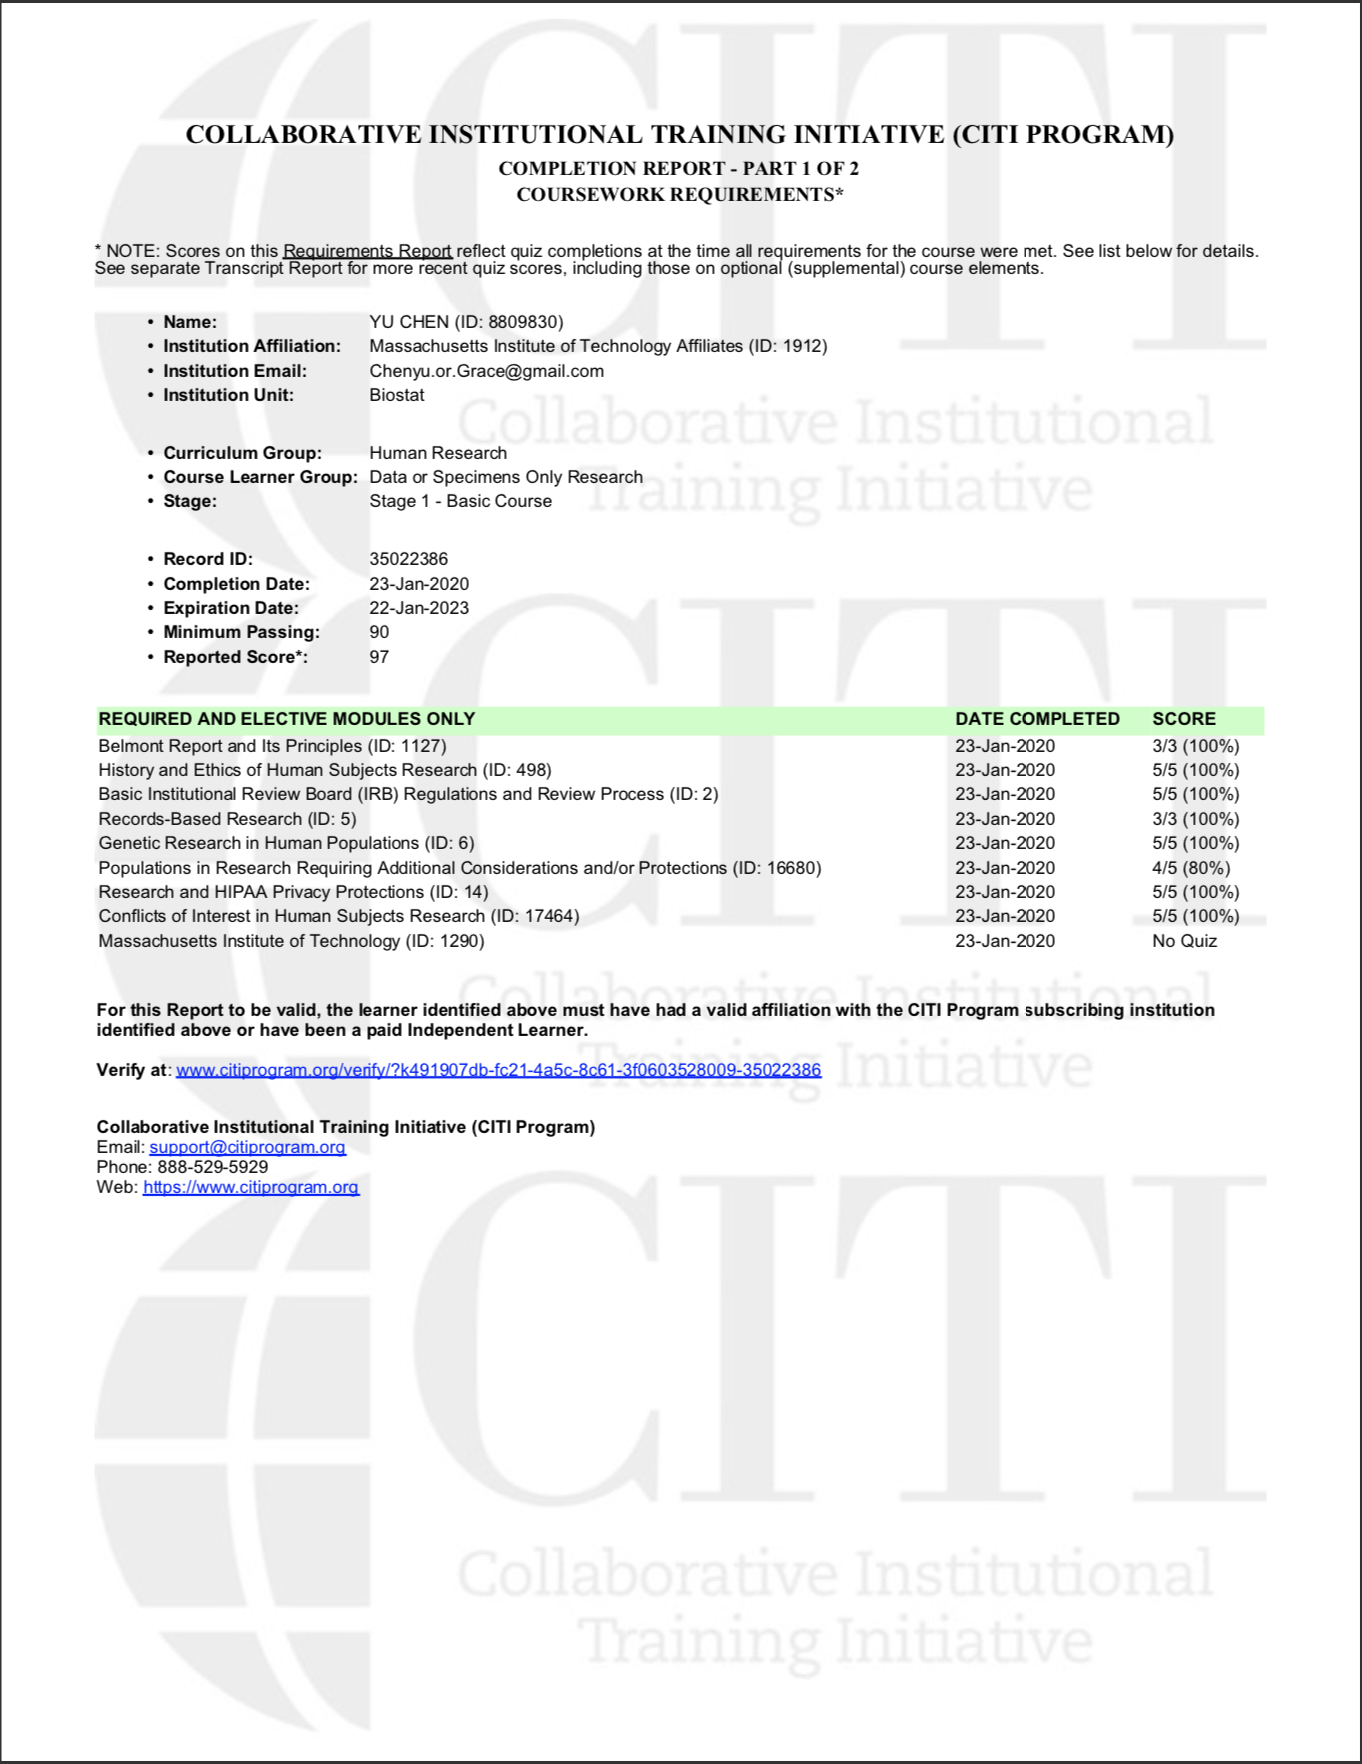 COLLABORATIVE INSTITUTIONAL TRAINING INITIATIVE (CITI PROGRAM)
COMPLETION REPORT - PART 1 OF 2
COURSEWORK REQUIREMENTS*
* NOTE: Scores on this Requirements Report reflect quiz completions at the time all requirements for the course were met. See list below for details.
See separate Transcript Report for more recent quiz scores, including those on optional (supplemental) course elements.
• Name: YU CHEN (ID: 8809830)
• Institution Affiliation: Massachusetts Institute of Technology Affiliates (ID: 1912)
• Institution Email: Chenyu.or.Grace@gmail.com
• Institution Unit: Biostat
• Curriculum Group: Human Research
• Course Learner Group: Data or Specimens Only Research
• Stage: Stage 1 - Basic Course
• Record ID: 35022386
• Completion Date: 23-Jan-2020
• Expiration Date: 22-Jan-2023
• Minimum Passing: 90
• Reported Score*: 97
REQUIRED AND ELECTIVE MODULES ONLY DATE COMPLETED SCORE
Belmont Report and Its Principles (ID: 1127) 23-Jan-2020 3/3 (100%)
History and Ethics of Human Subjects Research (ID: 498) 23-Jan-2020 5/5 (100%)
Basic Institutional Review Board (IRB) Regulations and Review Process (ID: 2) 23-Jan-2020 5/5 (100%)
Records-Based Research (ID: 5) 23-Jan-2020 3/3 (100%)
Genetic Research in Human Populations (ID: 6) 23-Jan-2020 5/5 (100%)
Populations in Research Requiring Additional Considerations and/or Protections (ID: 16680) 23-Jan-2020 4/5 (80%)
Research and HIPAA Privacy Protections (ID: 14) 23-Jan-2020 5/5 (100%)
Conflicts of Interest in Human Subjects Research (ID: 17464) 23-Jan-2020 5/5 (100%)
Massachusetts Institute of Technology (ID: 1290) 23-Jan-2020 No Quiz
For this Report to be valid, the learner identified above must have had a valid affiliation with the CITI Program subscribing institution
identified above or have been a paid Independent Learner.
Verify at: www.citiprogram.org/verify/?k491907db-fc21-4a5c-8c61-3f0603528009-35022386
Collaborative Institutional Training Initiative (CITI Program)
Email: support@citiprogram.org
Phone: 888-529-5929
Web: https://www.citiprogram.org
CITI
Collaborative Institutional
Training Initiative
CITI
Collaborative Institutional
Training Initiative
CITI
Collaborative Institutional
Training Initiative